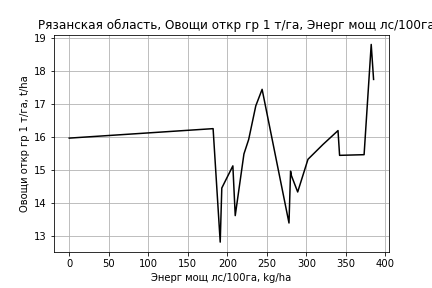 Рязанская область, Овощи откр гр 1 т/га, Энерг мощ лс/100га
19
18
17
16
15
14
13
Овощи откр гр 1 т/га, t/ha
0 50 100 150 200 250 300 350 400
Энерг мощ лс/100га, kg/ha